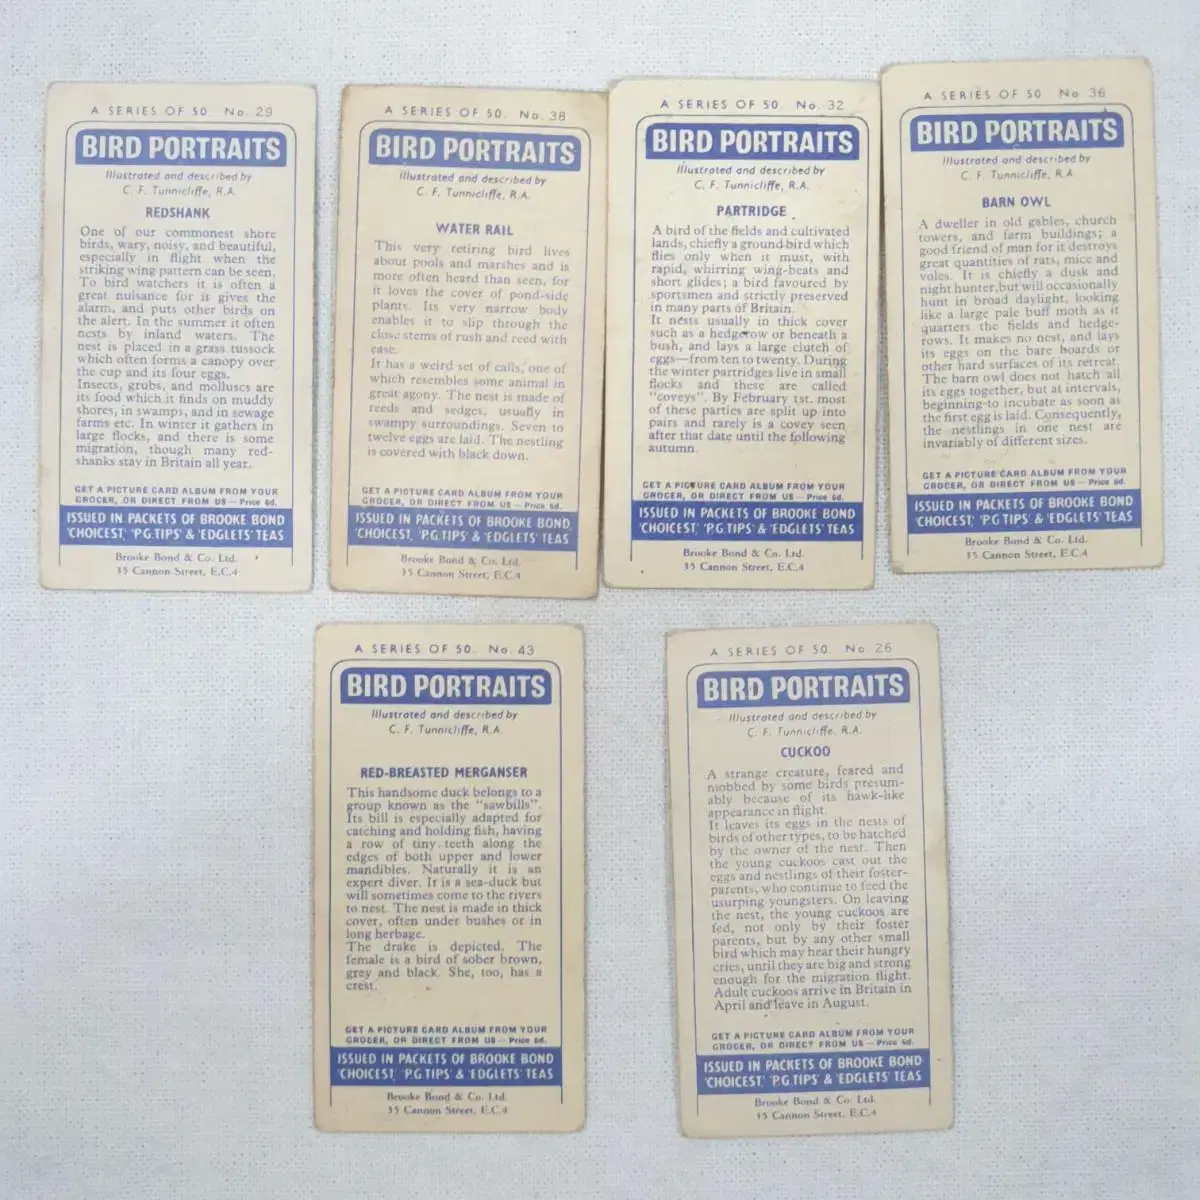 A SERIES OF 50. No. 29
BIRD PORTRAITS
Illustrated and described by
C. F. Tunnicliffe, R.A.
REDSHANK
One of our commonest shore
birds, wary, noisy, and beautiful,
especially in flight when the
striking wing pattern can be seen.
To bird watchers it is often a
great nuisance for it gives the
alarm, and puts other birds on
the alert. In the summer it often
nests by inland waters. The
nest is placed in a grass tussock
which often forms a canopy over
the cup and its four eggs.
Insects, grubs, and molluscs are
its food which it finds on muddy
shores, in swamps, and in sewage
farms etc. In winter it gathers in
large flocks, and there is some
migration, though many red-
shanks stay in Britain all year.
GET A PICTURE CARD ALBUM FROM YOUR
GROCER, OR DIRECT FROM US—Price 6d.
ISSUED IN PACKETS OF BROOKE BOND
'CHOICEST,' 'P.G.TIPS' & 'EDGLETS' TEAS
Brooke Bond & Co. Ltd.
35 Cannon Street, E.C.4
A SERIES OF 50. No. 38
BIRD PORTRAITS
Illustrated and described by
C. F. Tunnicliffe, R.A.
WATER RAIL
This very retiring bird lives
about pools and marshes and is
more often heard than seen, for
it loves the cover of pond-side
plants. Its very narrow body
enables it to slip through the
close stems of rush and reed with
ease.
It has a weird set of calls, one of
which resembles some animal in
great agony. The nest is made of
reeds and sedges, usually in
swampy surroundings. Seven to
twelve eggs are laid. The nestling
is covered with black down.
GET A PICTURE CARD ALBUM FROM YOUR
GROCER, OR DIRECT FROM US—Price 6d.
ISSUED IN PACKETS OF BROOKE BOND
'CHOICEST,' 'P.G.TIPS' & 'EDGLETS' TEAS
Brooke Bond & Co. Ltd.
35 Cannon Street, E.C.4
A SERIES OF 50. No. 32
BIRD PORTRAITS
Illustrated and described by
C. F. Tunnicliffe, R.A.
PARTRIDGE
A bird of the fields and cultivated
lands, chiefly a ground-bird which
flies only when it must, with
rapid, whirring wing-beats and
short glides; a bird favoured by
sportsmen and strictly preserved
in many parts of Britain.
It nests usually in thick cover
such as a hedgerow or beneath a
bush, and lays a large clutch of
eggs—from ten to twenty. During
the winter partridges live in small
flocks and these are called
"coveys". By February 1st. most
of these parties are split up into
pairs and rarely is a covey seen
after that date until the following
autumn.
GET A PICTURE CARD ALBUM FROM YOUR
GROCER, OR DIRECT FROM US—Price 6d.
ISSUED IN PACKETS OF BROOKE BOND
'CHOICEST,' 'P.G.TIPS' & 'EDGLETS' TEAS
Brooke Bond & Co. Ltd.
35 Cannon Street, E.C.4
A SERIES OF 50. No 36
BIRD PORTRAITS
Illustrated and described by
C. F. Tunnicliffe, R.A.
BARN OWL
A dweller in old gables, church
towers, and farm buildings; a
good friend of man for it destroys
great quantities of rats, mice and
voles. It is chiefly a dusk and
night hunter, but will occasionally
hunt in broad daylight, looking
like a large pale buff moth as it
quarters the fields and hedge-
rows. It makes no nest, and lays
its eggs on the bare boards or
other hard surfaces of its retreat.
The barn owl does not hatch all
its eggs together, but at intervals,
beginning to incubate as soon as
the first egg is laid. Consequently,
the nestlings in one nest are
invariably of different sizes.
GET A PICTURE CARD ALBUM FROM YOUR
GROCER, OR DIRECT FROM US—Price 6d.
ISSUED IN PACKETS OF BROOKE BOND
'CHOICEST,' 'P.G.TIPS' & 'EDGLETS' TEAS
Brooke Bond & Co. Ltd.
35 Cannon Street, E.C.4
A SERIES OF 50. No. 43
BIRD PORTRAITS
Illustrated and described by
C. F. Tunnicliffe, R.A.
RED-BREASTED MERGANSER
This handsome duck belongs to a
group known as the "sawbills".
Its bill is especially adapted for
catching and holding fish, having
a row of tiny teeth along the
edges of both upper and lower
mandibles. Naturally it is an
expert diver. It is a sea-duck but
will sometimes come to the rivers
to nest. The nest is made in thick
cover, often under bushes or in
long herbage.
The drake is depicted. The
female is a bird of sober brown,
grey and black. She, too, has a
crest.
GET A PICTURE CARD ALBUM FROM YOUR
GROCER, OR DIRECT FROM US—Price 6d.
ISSUED IN PACKETS OF BROOKE BOND
'CHOICEST,' 'P.G.TIPS' & 'EDGLETS' TEAS
Brooke Bond & Co. Ltd.
35 Cannon Street, E.C.4
A SERIES OF 50. No 26
BIRD PORTRAITS
Illustrated and described by
C. F. Tunnicliffe, R.A.
CUCKOO
A strange creature, feared and
mobbed by some birds presum-
ably because of its hawk-like
appearance in flight.
It leaves its eggs in the nests of
birds of other types, to be hatched
by the owner of the nest. Then
the young cuckoos cast out the
eggs and nestlings of their foster-
parents, who continue to feed the
usurping youngsters. On leaving
the nest, the young cuckoos are
fed, not only by their foster
parents, but by any other small
bird which may hear their hungry
cries, until they are big and strong
enough for the migration flight.
Adult cuckoos arrive in Britain in
April and leave in August.
GET A PICTURE CARD ALBUM FROM YOUR
GROCER, OR DIRECT FROM US—Price 6d.
ISSUED IN PACKETS OF BROOKE BOND
'CHOICEST,' 'P.G.TIPS' & 'EDGLETS' TEAS
Brooke Bond & Co. Ltd.
35 Cannon Street, E.C.4